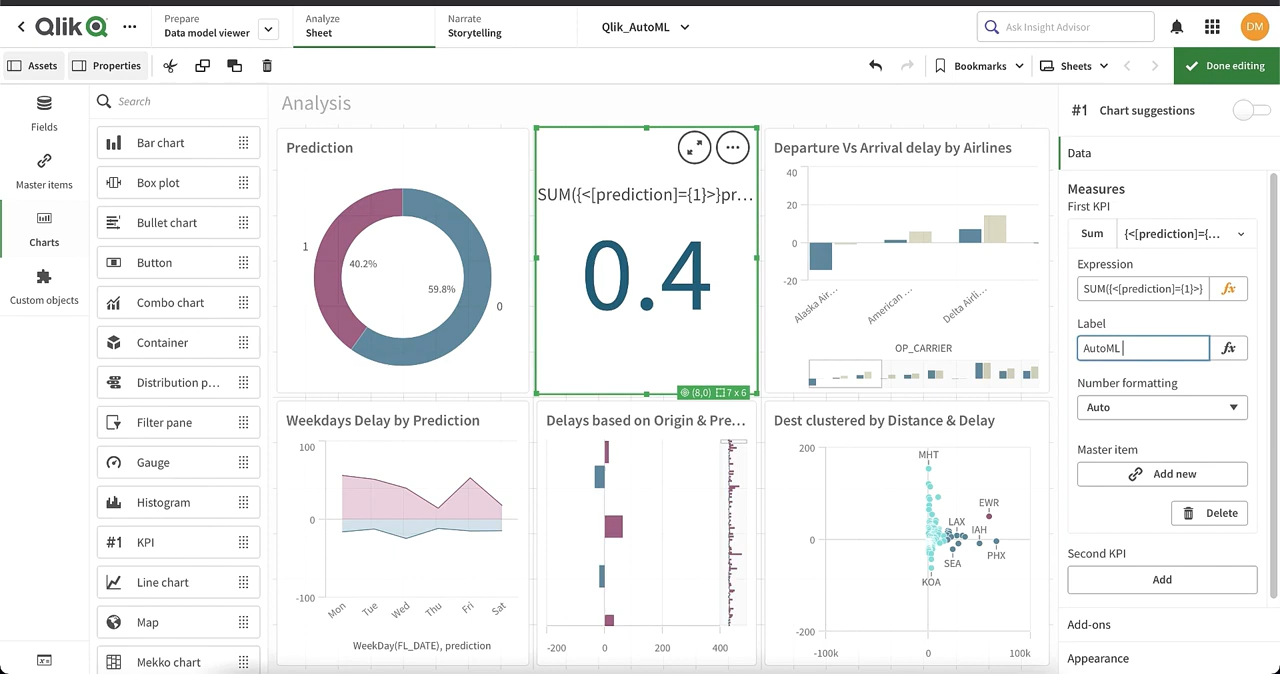 Qlik
Prepare
Data model viewer
Analyze
Sheet
Narrate
Storytelling
Qlik_AutoML
Ask Insight Advisor
DM
Assets
Properties
Bookmarks
Sheets
Done editing
Fields
Master items
Charts
Custom objects
Search
Bar chart
Box plot
Bullet chart
Button
Combo chart
Container
Distribution p...
Filter pane
Gauge
Histogram
#1 KPI
Line chart
Map
Mekko chart
Analysis
Prediction
1
40.2%
59.8%
0
SUM({<[prediction]={1}>}pr...
0.4
(8,0) 7 x 6
Departure Vs Arrival delay by Airlines
40
20
0
-20
Alaska Air...
American ...
Delta Airli...
OP_CARRIER
Weekdays Delay by Prediction
100
0
-100
Mon
Tue
Wed
Thu
Fri
Sat
WeekDay(FL_DATE), prediction
Delays based on Origin & Pre...
-200
0
200
400
Dest clustered by Distance & Delay
200
MHT
EWR
LAX
IAH
0
SEA
PHX
KOA
-200
-100k
0
100k
#1 Chart suggestions
Data
Measures
First KPI
Sum {<[prediction]={...
Expression
SUM({<[prediction]={1}>}
fx
Label
AutoML
fx
Number formatting
Auto
Master item
Add new
Delete
Second KPI
Add
Add-ons
Appearance